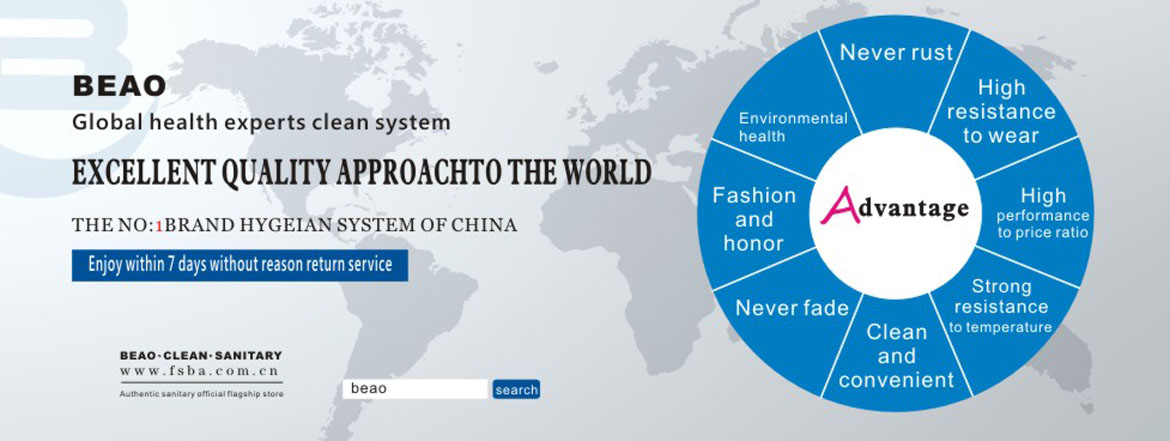 BEAO
Global health experts clean system
EXCELLENT QUALITY APPROACHTO THE WORLD
THE NO:1BRAND HYGEIAN SYSTEM OF CHINA
Enjoy within 7 days without reason return service
BEAO·CLEAN·SANITARY
www.fsba.com.cn
Authentic sanitary official flagship store
beao
search
Never rust
High
resistance
to wear
High
performance
to price ratio
Strong
resistance
to temperature
Clean
and
convenient
Never fade
Fashion
and
honor
Environmental
health
Advantage